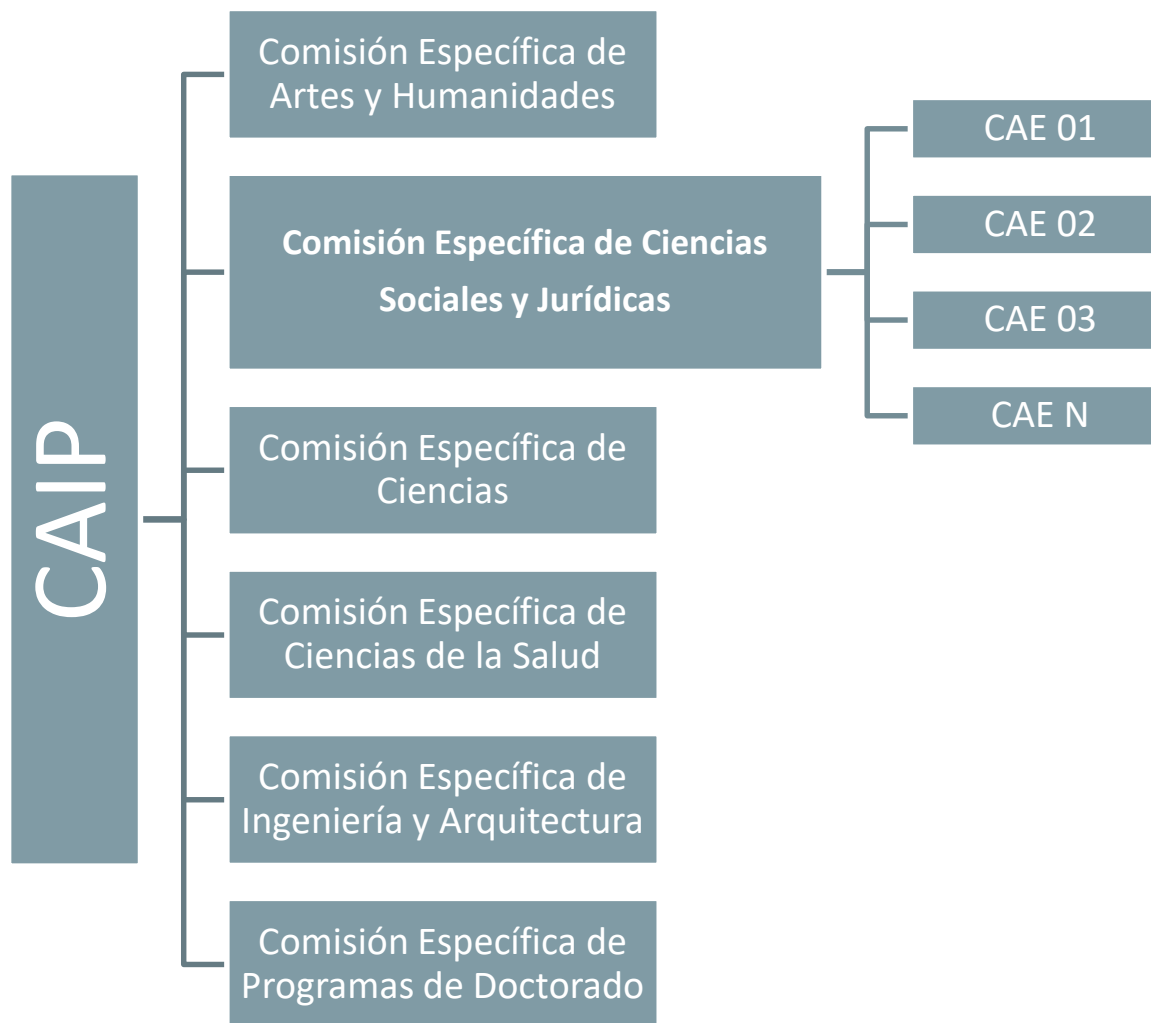 CAIP
Comisión Específica de
Artes y Humanidades
Comisión Específica de Ciencias
Sociales y Jurídicas
CAE 01
CAE 02
CAE 03
CAE N
Comisión Específica de
Ciencias
Comisión Específica de
Ciencias de la Salud
Comisión Específica de
Ingeniería y Arquitectura
Comisión Específica de
Programas de Doctorado